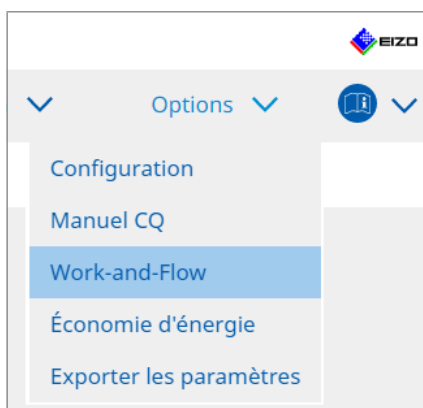 EIZO
Options
Configuration
Manuel CQ
Work-and-Flow
Économie d'énergie
Exporter les paramètres